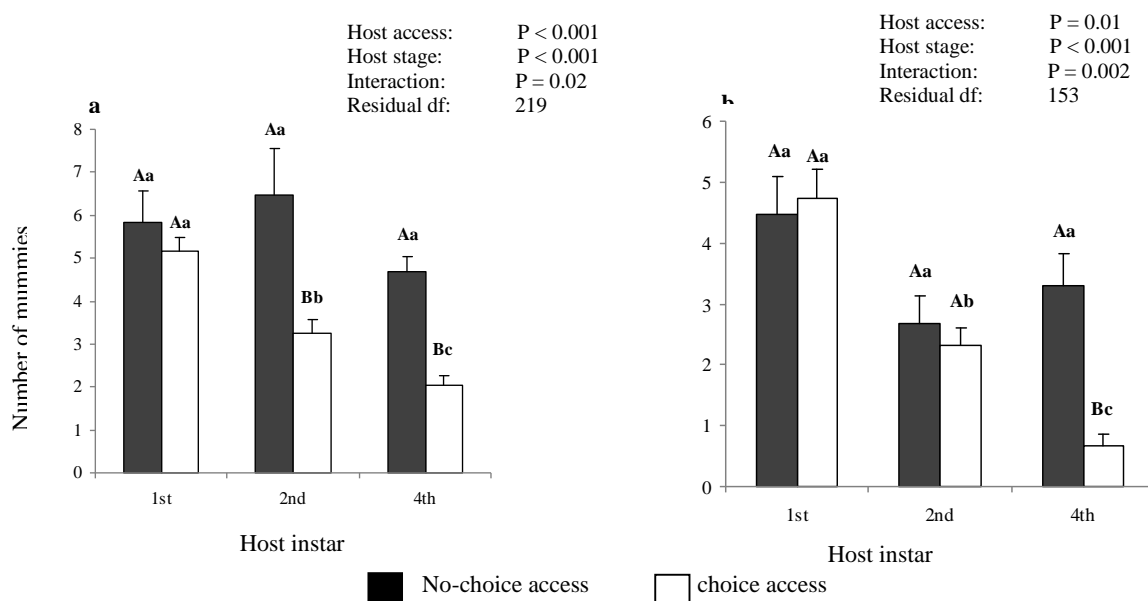 Host access: P < 0.001
Host stage: P < 0.001
Interaction: P = 0.02
Residual df: 219
a
8
7
6
5
4
3
2
1
0
Aa
Aa
Aa
Bb
Aa
Bc
1st 2nd 4th
Number of mummies
Host instar
Host access: P = 0.01
Host stage: P < 0.001
Interaction: P = 0.002
Residual df: 153
b
6
5
4
3
2
1
0
Aa
Aa
Aa
Ab
Aa
Bc
1st 2nd 4th
Host instar
No-choice access choice access